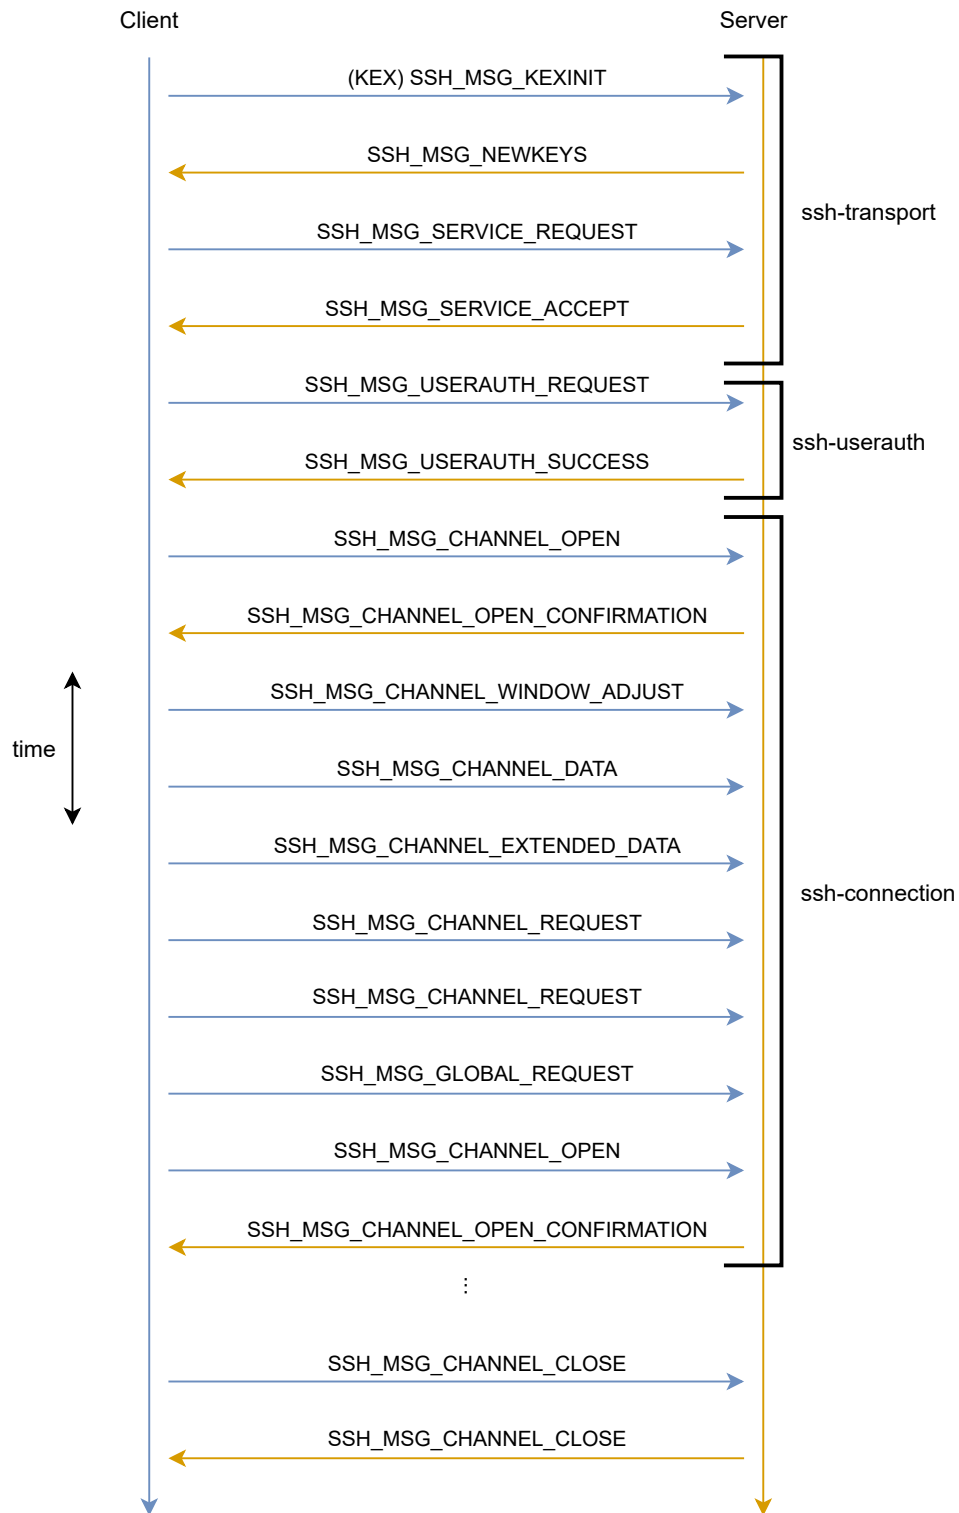 Client
Server
(KEX) SSH_MSG_KEXINIT
SSH_MSG_NEWKEYS
ssh-transport
SSH_MSG_SERVICE_REQUEST
SSH_MSG_SERVICE_ACCEPT
SSH_MSG_USERAUTH_REQUEST
ssh-userauth
SSH_MSG_USERAUTH_SUCCESS
SSH_MSG_CHANNEL_OPEN
SSH_MSG_CHANNEL_OPEN_CONFIRMATION
SSH_MSG_CHANNEL_WINDOW_ADJUST
time
SSH_MSG_CHANNEL_DATA
SSH_MSG_CHANNEL_EXTENDED_DATA
ssh-connection
SSH_MSG_CHANNEL_REQUEST
SSH_MSG_CHANNEL_REQUEST
SSH_MSG_GLOBAL_REQUEST
SSH_MSG_CHANNEL_OPEN
SSH_MSG_CHANNEL_OPEN_CONFIRMATION
⋮
SSH_MSG_CHANNEL_CLOSE
SSH_MSG_CHANNEL_CLOSE